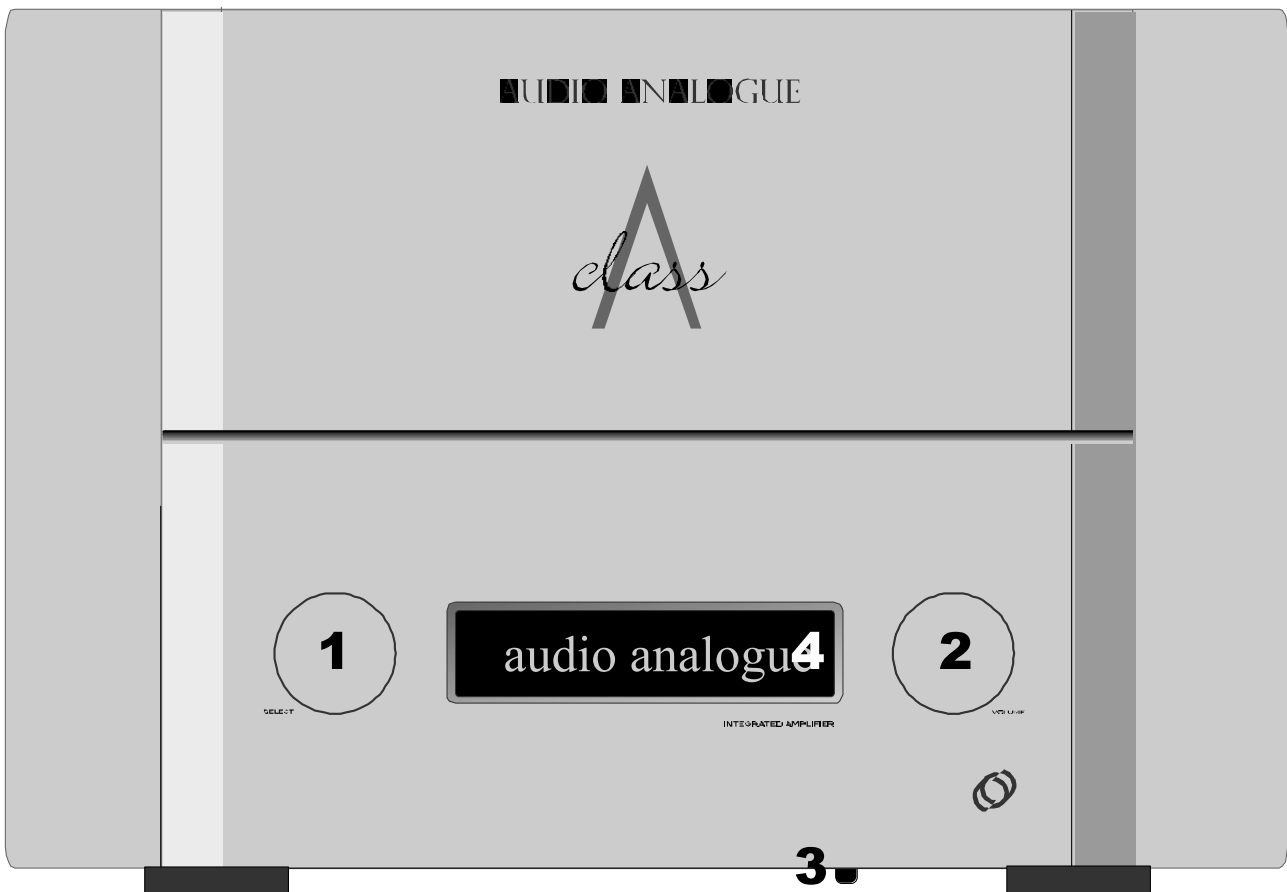 AUDIO ANALOGUE
A
class
1
audio analogue
4
2
SELECT
VOLUME
INTEGRATED AMPLIFIER
3